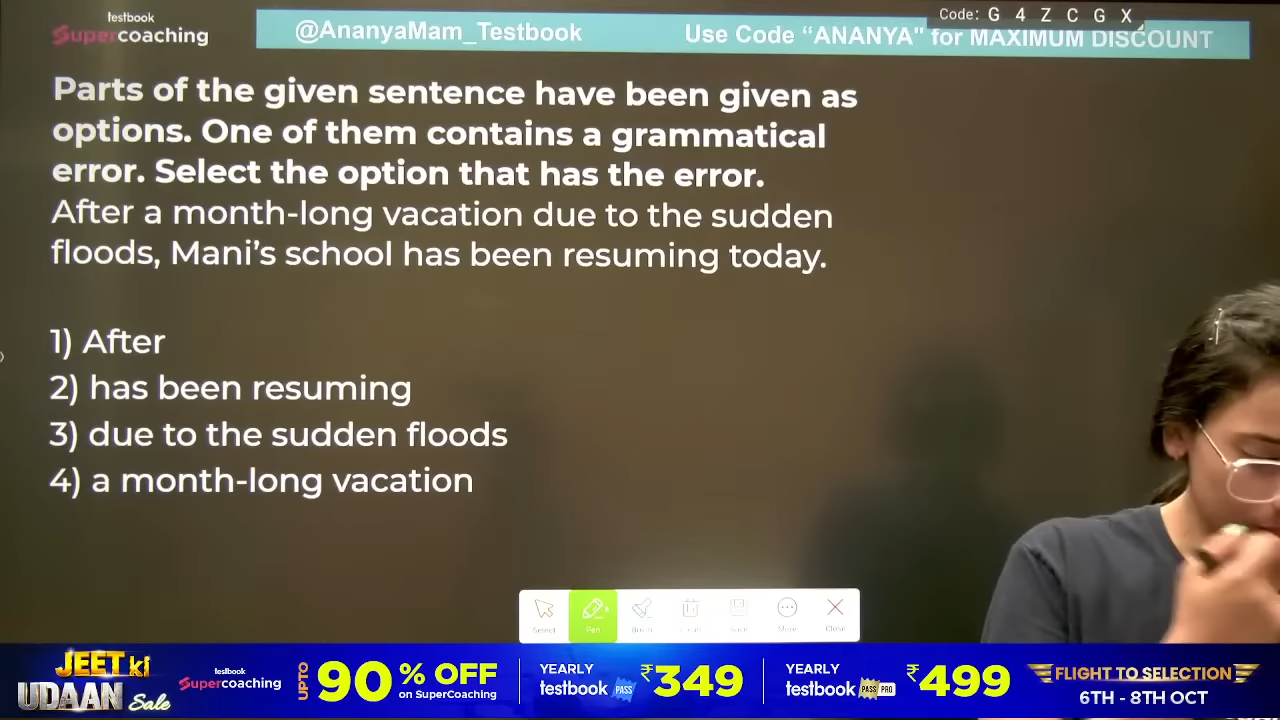 testbook
Supercoaching
@AnanyaMam_Testbook
Use Code “ANANYA" for MAXIMUM DISCOUNT
Code: G 4 Z C G X
Parts of the given sentence have been given as
options. One of them contains a grammatical
error. Select the option that has the error.
After a month-long vacation due to the sudden
floods, Mani’s school has been resuming today.
1) After
2) has been resuming
3) due to the sudden floods
4) a month-long vacation
Select
Pen
More
Close
JEET ki
UDAAN Sale
testbook
Supercoaching
UPTO 90% OFF
on SuperCoaching
YEARLY
testbook PASS
₹349
YEARLY
testbook PASS PRO
₹499
FLIGHT TO SELECTION
6TH - 8TH OCT